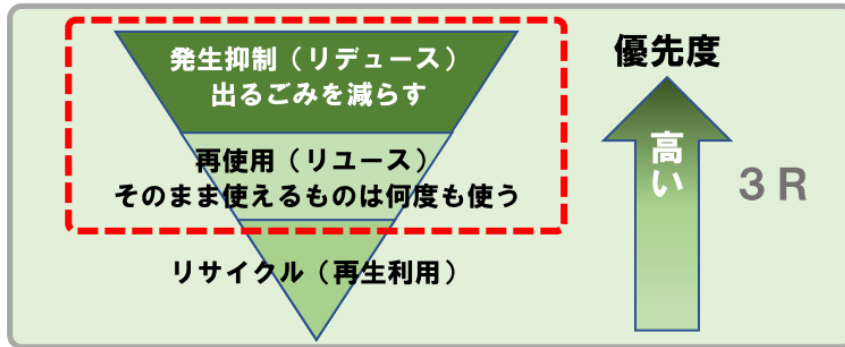 発生抑制（リデュース）
出るごみを減らす
再使用（リユース）
そのまま使えるものは何度も使う
リサイクル（再生利用）
優先度
高い
３Ｒ